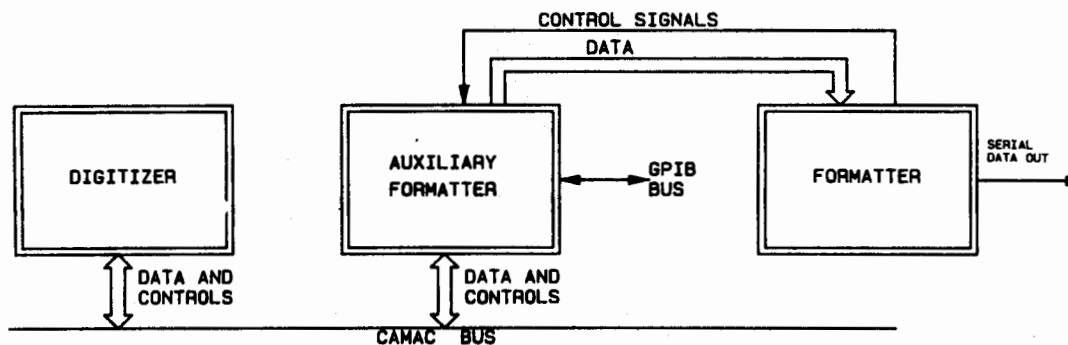 CONTROL SIGNALS
DATA
DIGITIZER
AUXILIARY
FORMATTER
GPIB
BUS
FORMATTER
SERIAL
DATA OUT
DATA AND
CONTROLS
DATA AND
CONTROLS
CAMAC BUS